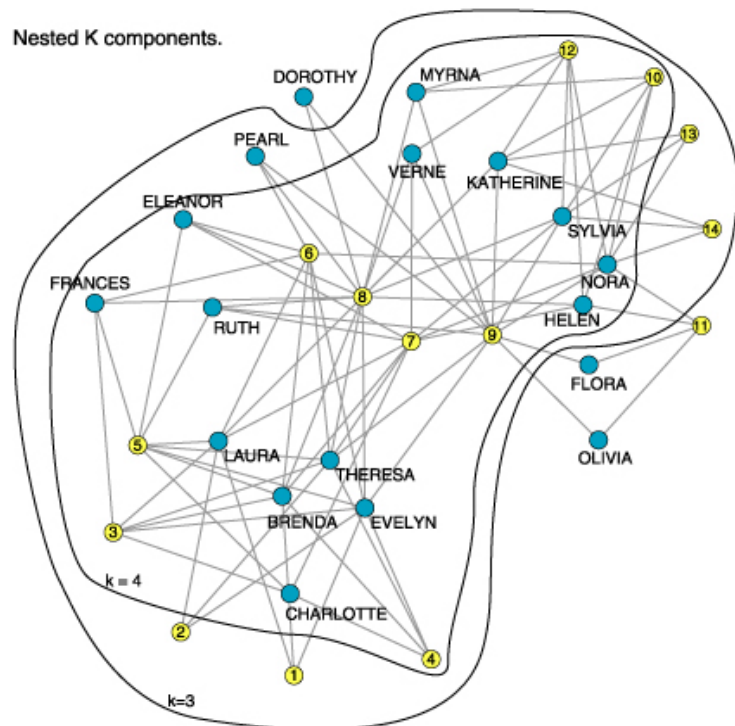 Nested K components.
12
DOROTHY
MYRNA
10
13
PEARL
VERNE
KATHERINE
ELEANOR
SYLVIA
14
6
NORA
FRANCES
8
RUTH
HELEN
11
7
9
FLORA
5
LAURA
OLIVIA
THERESA
BRENDA
EVELYN
3
k = 4
CHARLOTTE
2
4
1
k=3